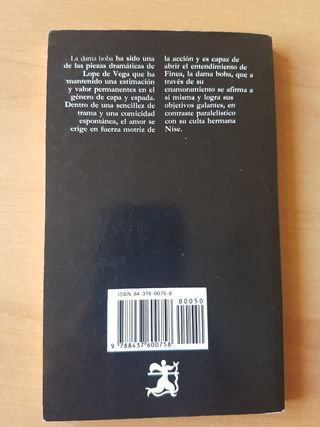 La dama boba ha sido una
de las piezas dramáticas de
Lope de Vega que ha
mantenido una estimación
y valor permanentes en el
género de capa y espada.
Dentro de una sencillez de
trama y una comicidad
espontánea, el amor se
erige en fuerza motriz de
la acción y es capaz de
abrir el entendimiento de
Finea, la dama boba, que a
través de su
enamoramiento se afirma a
sí misma y logra sus
objetivos galantes, en
contraste paralelístico
con su culta hermana
Nise.
ISBN 84-376-0075-8
00050
9 788437 600758